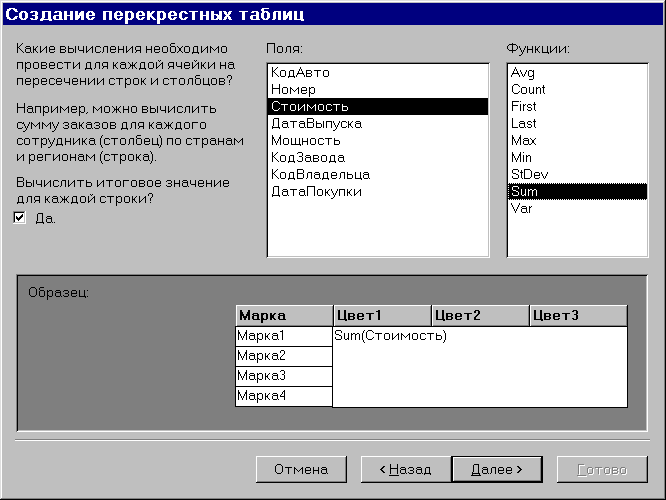 Создание перекрестных таблиц
Какие вычисления необходимо
провести для каждой ячейки на
пересечении строк и столбцов?
Например, можно вычислить
сумму заказов для каждого
сотрудника (столбец) по странам
и регионам (строка).
Вычислить итоговое значение
для каждой строки?
Да.
Поля:
КодАвто
Номер
Стоимость
ДатаВыпуска
Мощность
КодЗавода
КодВладельца
ДатаПокупки
Функции:
Avg
Count
First
Last
Max
Min
StDev
Sum
Var
Образец:
Марка Цвет1 Цвет2 Цвет3
Марка1 Sum(Стоимость)
Марка2
Марка3
Марка4
Отмена < Назад Далее > Готово